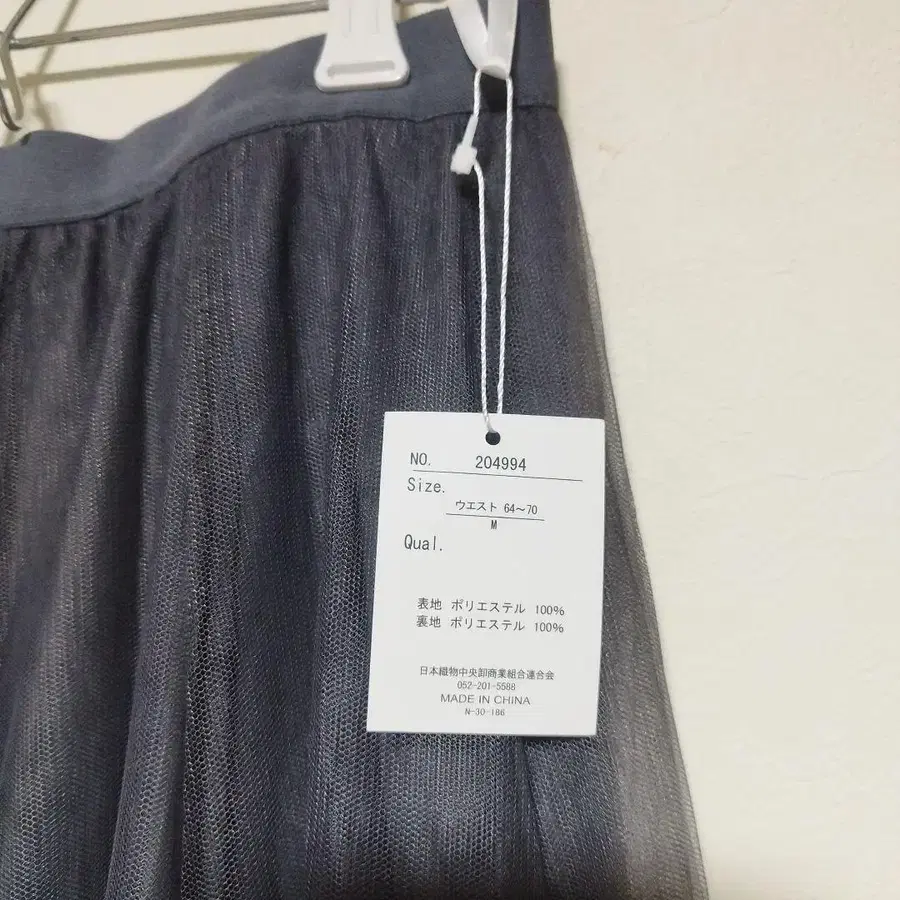 NO. 204994
Size.
ウエスト 64～70
M
Qual.
表地 ポリエステル 100%
裏地 ポリエステル 100%
日本織物中央卸商業組合連合会
052-201-5588
MADE IN CHINA
N-30-186